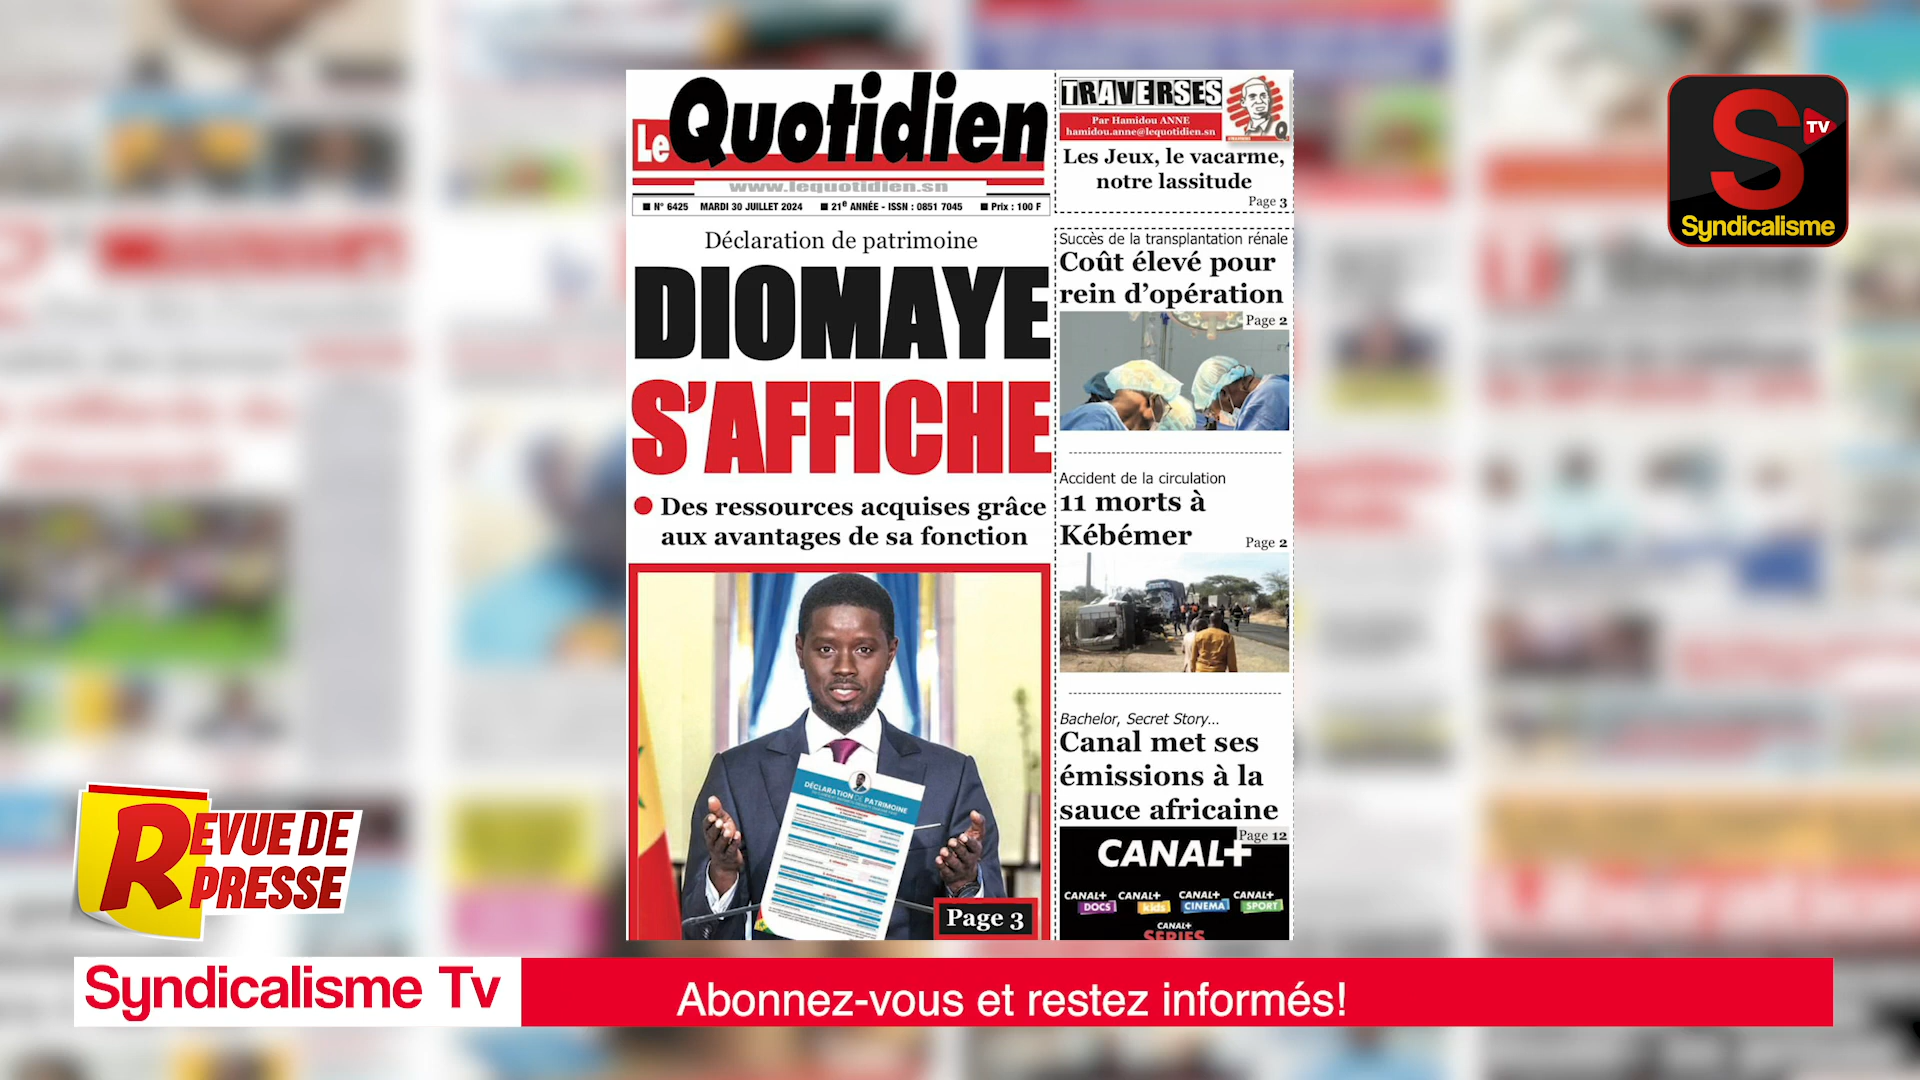 Le Quotidien
www.lequotidien.sn
N° 6425 MARDI 30 JUILLET 2024 21e ANNÉE - ISSN : 0851 7045 Prix : 100 F
Déclaration de patrimoine
DIOMAYE
S'AFFICHE
Des ressources acquises grâce
aux avantages de sa fonction
DÉCLARATION DE PATRIMOINE
Page 3
TRAVERSES
Par Hamidou ANNE
hamidou.anne@lequotidien.sn
Les Jeux, le vacarme,
notre lassitude
Page 3
Succès de la transplantation rénale
Coût élevé pour
rein d'opération
Page 2
Accident de la circulation
11 morts à
Kébémer
Page 2
Bachelor, Secret Story...
Canal met ses
émissions à la
sauce africaine
Page 12
CANAL+
CANAL+ CANAL+ CANAL+ CANAL+
DOCS kids CINEMA SPORT
CANAL+
SÉRIES
S TV
Syndicalisme
REVUE DE
PRESSE
Syndicalisme Tv
Abonnez-vous et restez informés!